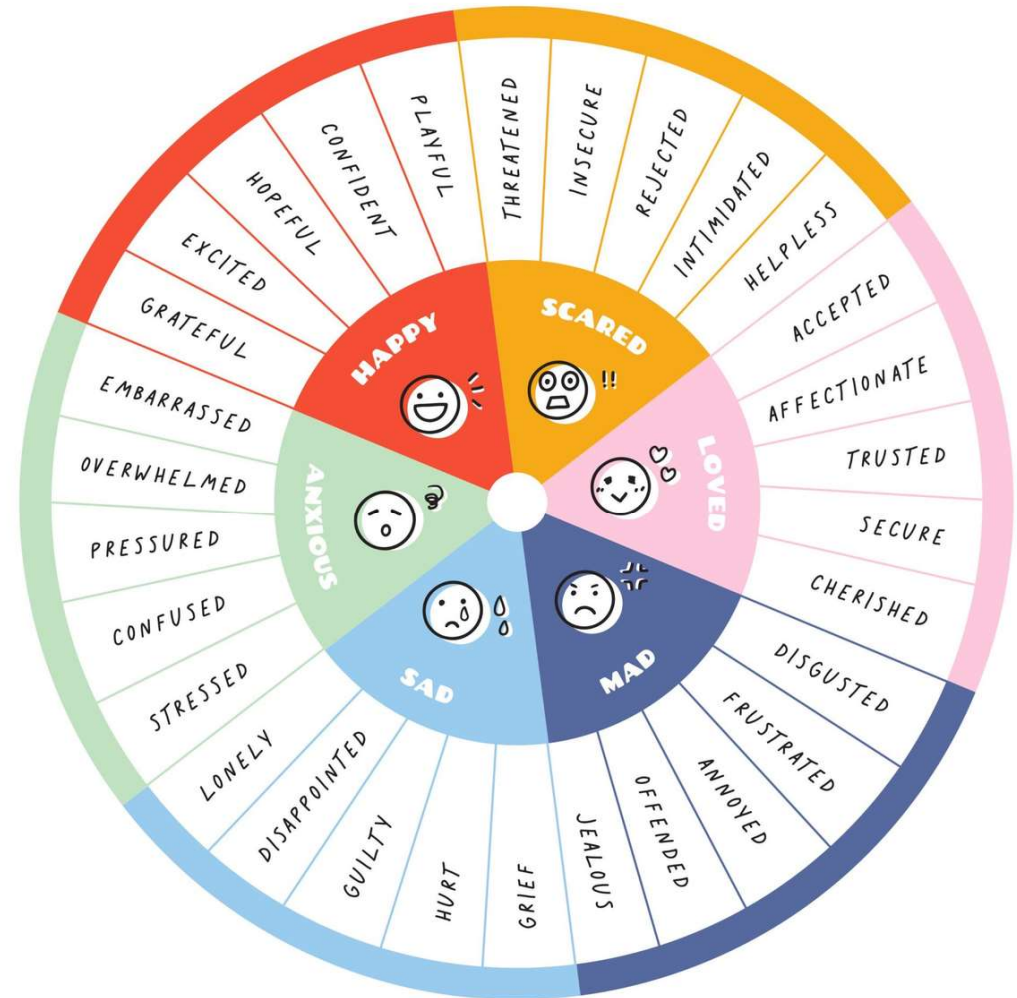 HAPPY
GRATEFUL
EXCITED
HOPEFUL
CONFIDENT
PLAYFUL
SCARED
THREATENED
INSECURE
REJECTED
INTIMIDATED
HELPLESS
LOVED
ACCEPTED
AFFECTIONATE
TRUSTED
SECURE
CHERISHED
MAD
DISGUSTED
FRUSTRATED
ANNOYED
OFFENDED
JEALOUS
SAD
GRIEF
HURT
GUILTY
DISAPPOINTED
LONELY
ANXIOUS
STRESSED
CONFUSED
PRESSURED
OVERWHELMED
EMBARRASSED
!!